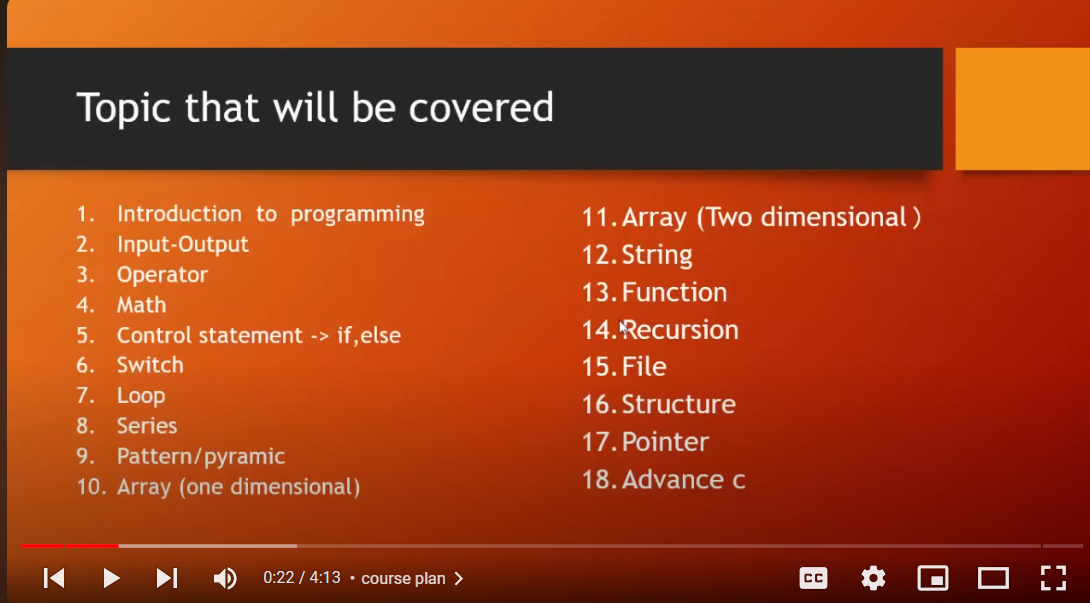 Topic that will be covered
1. Introduction to programming
2. Input-Output
3. Operator
4. Math
5. Control statement -> if,else
6. Switch
7. Loop
8. Series
9. Pattern/pyramic
10. Array (one dimensional)
11. Array (Two dimensional)
12. String
13. Function
14. Recursion
15. File
16. Structure
17. Pointer
18. Advance c
0:22 / 4:13 • course plan >
CC